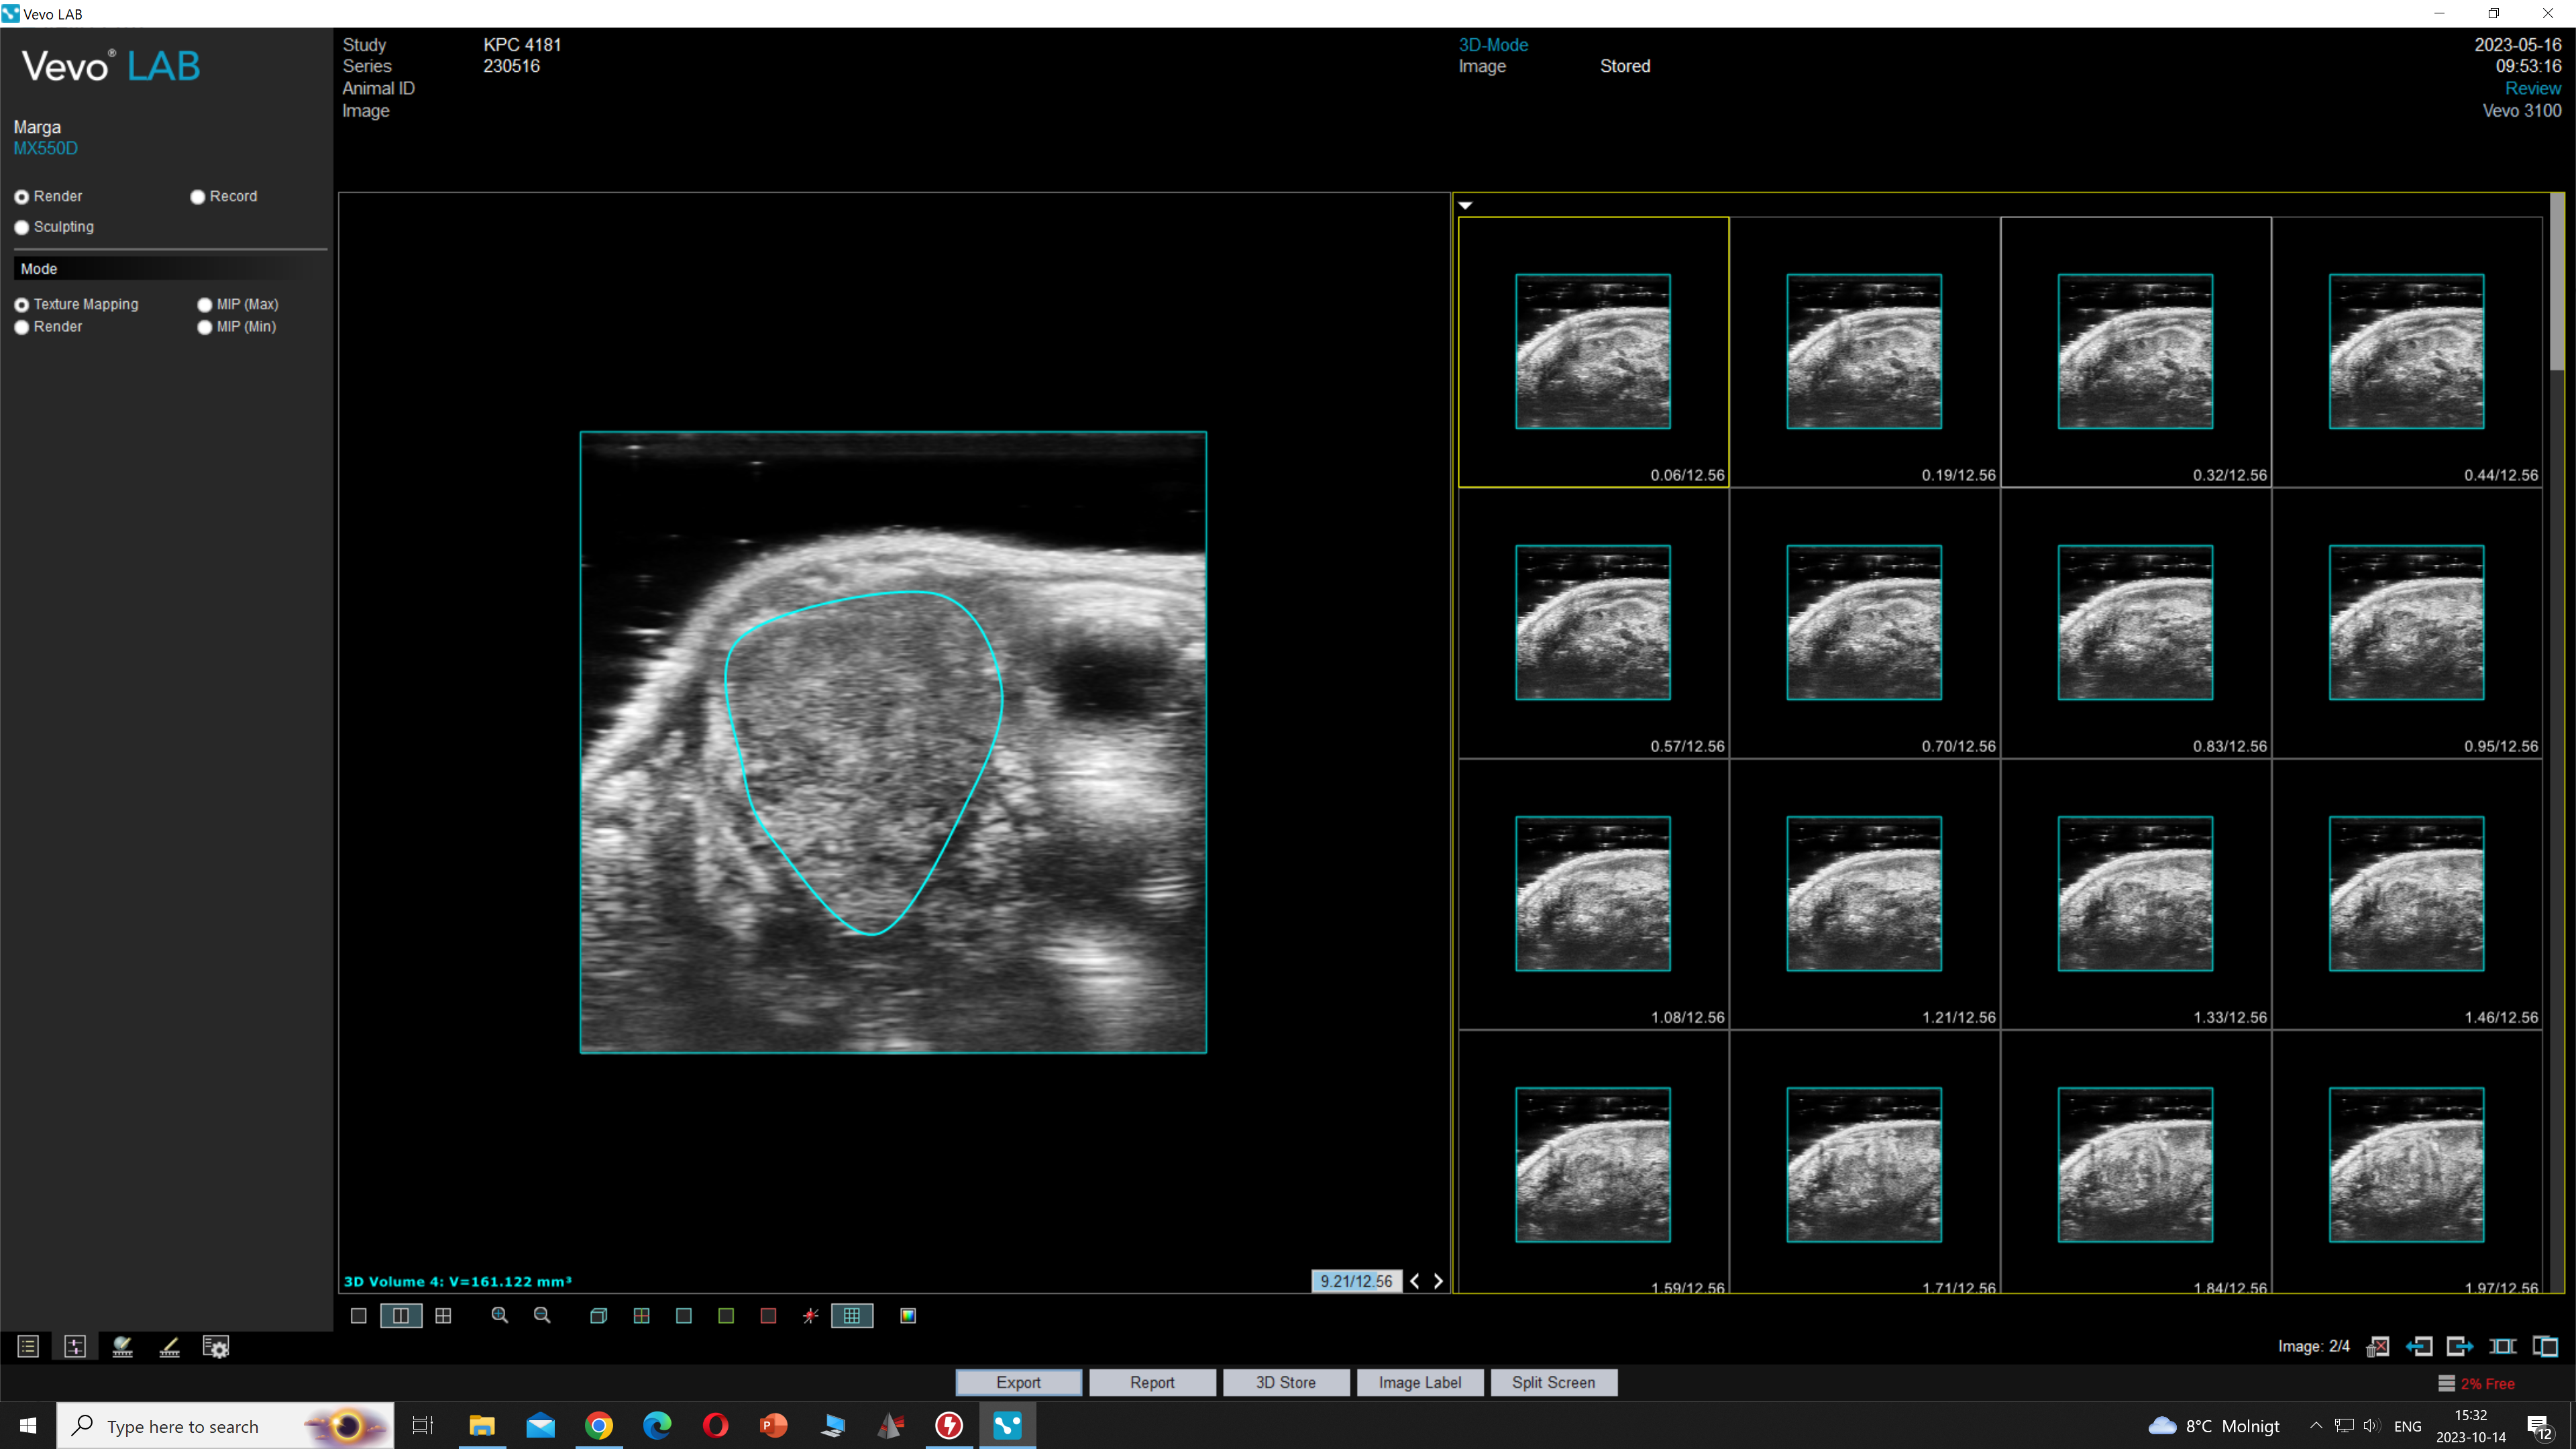 Vevo LAB
Vevo® LAB
Marga
MX550D
Render
Record
Sculpting
Mode
Texture Mapping
MIP (Max)
Render
MIP (Min)
Study KPC 4181
Series 230516
Animal ID
Image
3D-Mode
Image Stored
2023-05-16
09:53:16
Review
Vevo 3100
3D Volume 4: V=161.122 mm³
9.21/12.56
0.06/12.56
0.19/12.56
0.32/12.56
0.44/12.56
0.57/12.56
0.70/12.56
0.83/12.56
0.95/12.56
1.08/12.56
1.21/12.56
1.33/12.56
1.46/12.56
1.59/12.56
1.71/12.56
1.84/12.56
1.97/12.56
Image: 2/4
Export
Report
3D Store
Image Label
Split Screen
2% Free
Type here to search
P
8°C Molnigt
ENG
15:32
2023-10-14
12